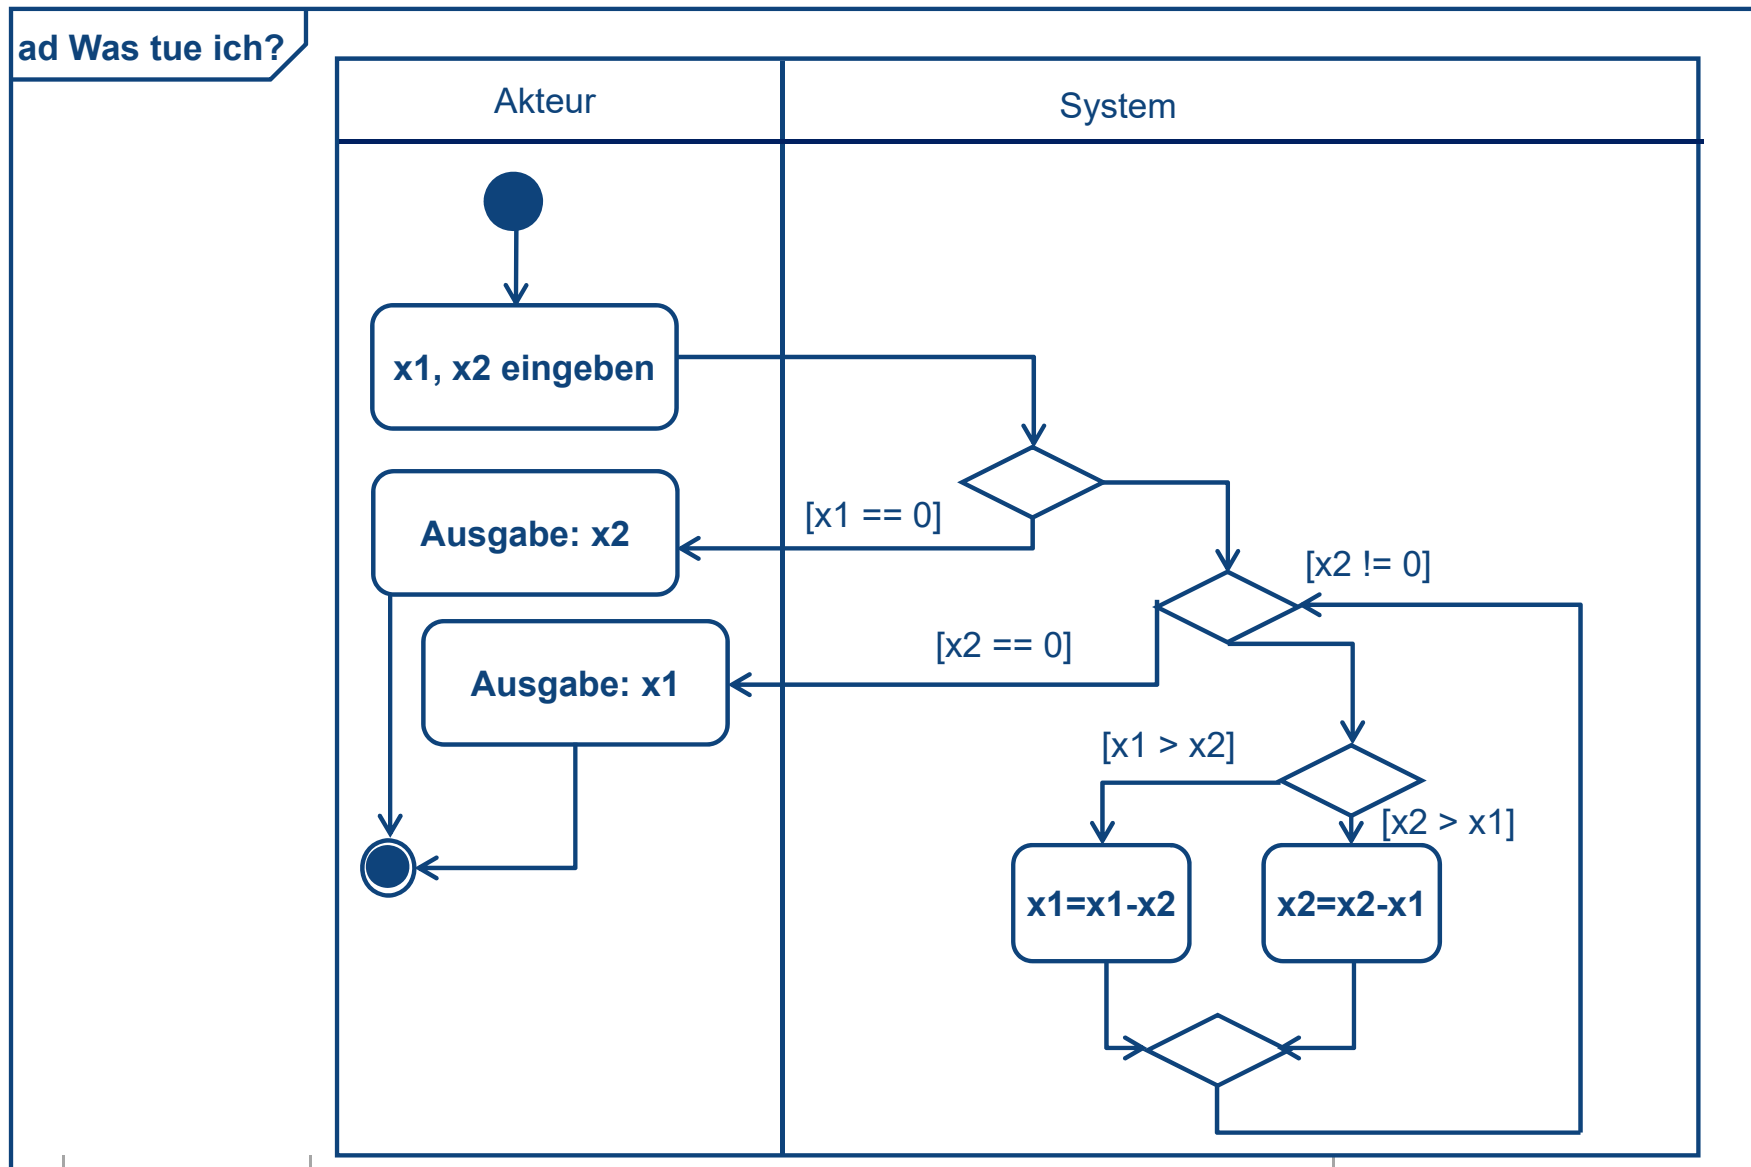 ad Was tue ich?
Akteur
System
x1, x2 eingeben
[x1 == 0]
Ausgabe: x2
[x2 != 0]
[x2 == 0]
Ausgabe: x1
[x1 > x2]
[x2 > x1]
x1=x1-x2
x2=x2-x1